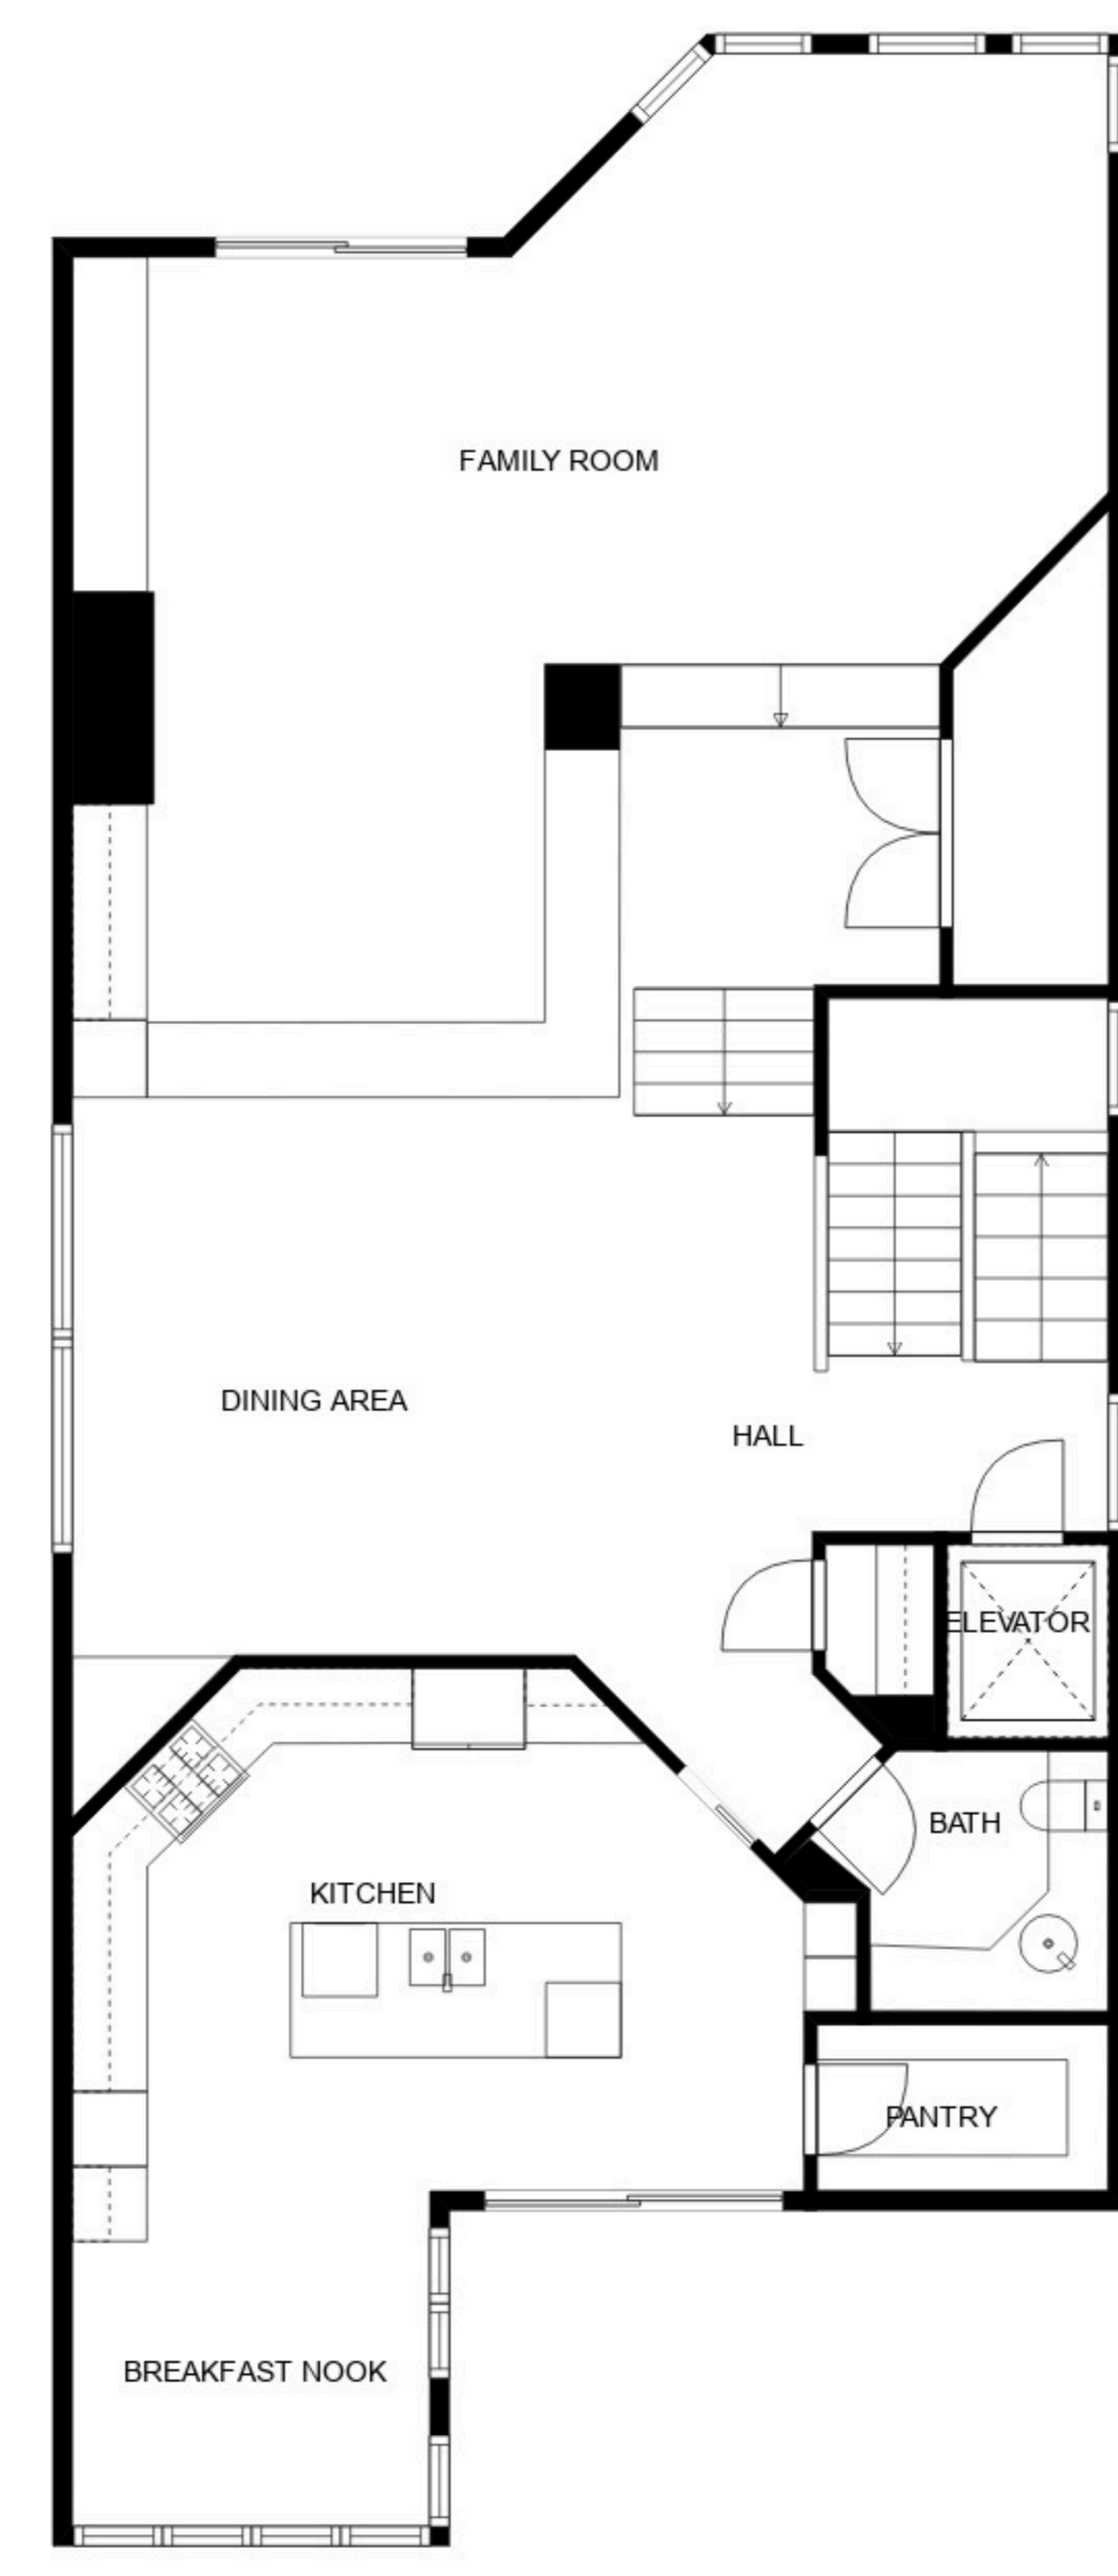 FAMILY ROOM
DINING AREA
HALL
ELEVATOR
BATH
KITCHEN
PANTRY
BREAKFAST NOOK